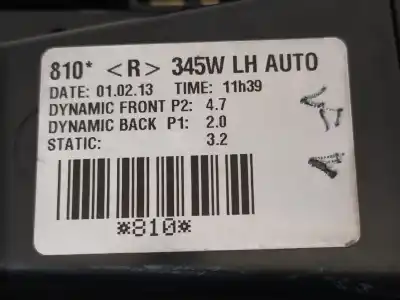 810* <R> 345W LH AUTO
DATE: 01.02.13 TIME: 11h39
DYNAMIC FRONT P2: 4.7
DYNAMIC BACK P1: 2.0
STATIC: 3.2
*810*